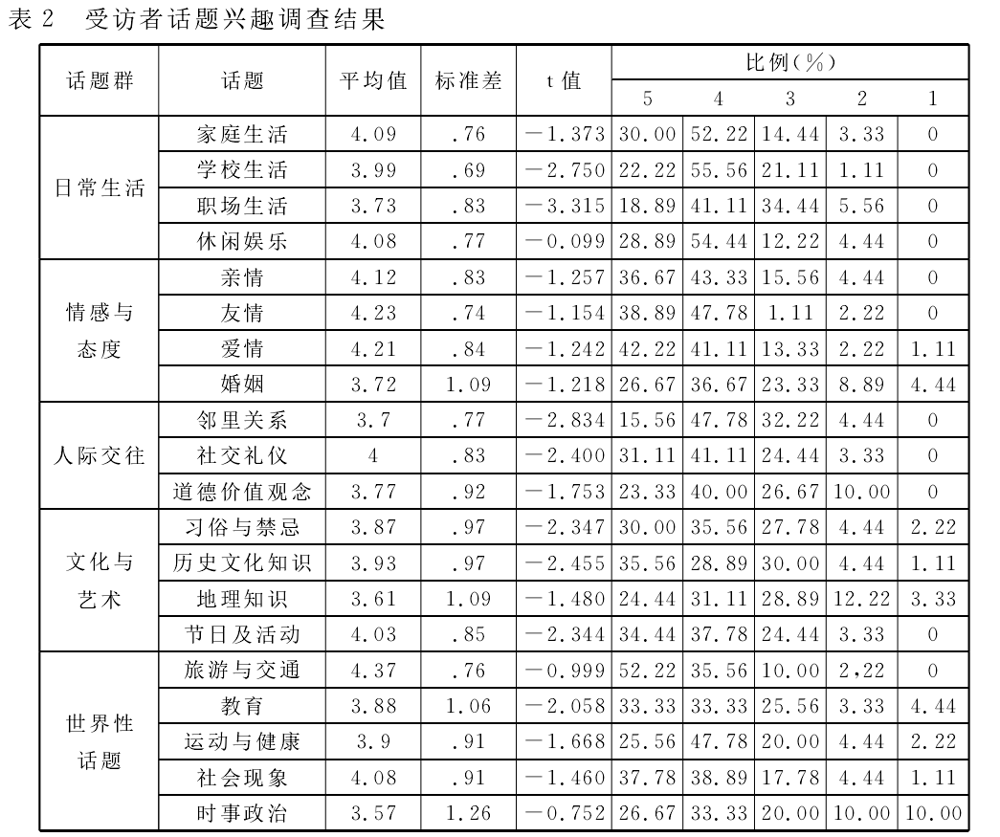 表2 受访者话题兴趣调查结果
话题群 话题 平均值 标准差 t值 比例(%)
5 4 3 2 1
日常生活 家庭生活 4.09 .76 －1.373 30.00 52.22 14.44 3.33 0
学校生活 3.99 .69 －2.750 22.22 55.56 21.11 1.11 0
职场生活 3.73 .83 －3.315 18.89 41.11 34.44 5.56 0
休闲娱乐 4.08 .77 －0.099 28.89 54.44 12.22 4.44 0
情感与态度 亲情 4.12 .83 －1.257 36.67 43.33 15.56 4.44 0
友情 4.23 .74 －1.154 38.89 47.78 1.11 2.22 0
爱情 4.21 .84 －1.242 42.22 41.11 13.33 2.22 1.11
婚姻 3.72 1.09 －1.218 26.67 36.67 23.33 8.89 4.44
人际交往 邻里关系 3.7 .77 －2.834 15.56 47.78 32.22 4.44 0
社交礼仪 4 .83 －2.400 31.11 41.11 24.44 3.33 0
道德价值观念 3.77 .92 －1.753 23.33 40.00 26.67 10.00 0
文化与艺术 习俗与禁忌 3.87 .97 －2.347 30.00 35.56 27.78 4.44 2.22
历史文化知识 3.93 .97 －2.455 35.56 28.89 30.00 4.44 1.11
地理知识 3.61 1.09 －1.480 24.44 31.11 28.89 12.22 3.33
节日及活动 4.03 .85 －2.344 34.44 37.78 24.44 3.33 0
世界性话题 旅游与交通 4.37 .76 －0.999 52.22 35.56 10.00 2,22 0
教育 3.88 1.06 －2.058 33.33 33.33 25.56 3.33 4.44
运动与健康 3.9 .91 －1.668 25.56 47.78 20.00 4.44 2.22
社会现象 4.08 .91 －1.460 37.78 38.89 17.78 4.44 1.11
时事政治 3.57 1.26 －0.752 26.67 33.33 20.00 10.00 10.00